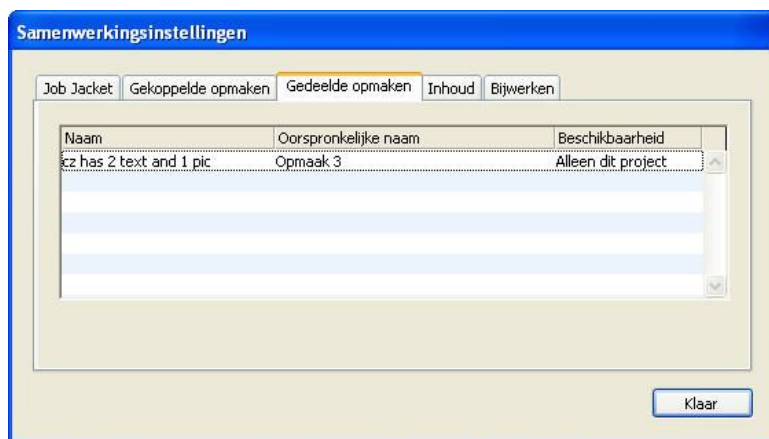 Samenwerkingsinstellingen
Job Jacket Gekoppelde opmaken Gedeelde opmaken Inhoud Bijwerken
Naam Oorspronkelijke naam Beschikbaarheid
cz has 2 text and 1 pic Opmaak 3 Alleen dit project
Klaar